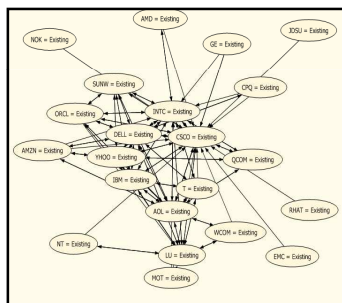 AMD = Existing
NOK = Existing
GE = Existing
JDSU = Existing
SUNW = Existing
CPQ = Existing
ORCL = Existing
INTC = Existing
DELL = Existing
CSCO = Existing
AMZN = Existing
YHOO = Existing
QCOM = Existing
IBM = Existing
T = Existing
AOL = Existing
RHAT = Existing
WCOM = Existing
NT = Existing
LU = Existing
EMC = Existing
MOT = Existing